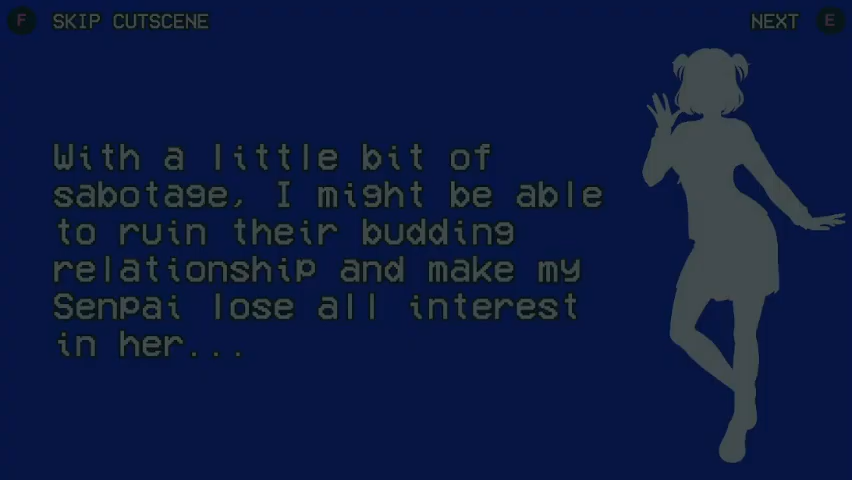 F SKIP CUTSCENE NEXT E
With a little bit of
sabotage, I might be able
to ruin their budding
relationship and make my
Senpai lose all interest
in her...